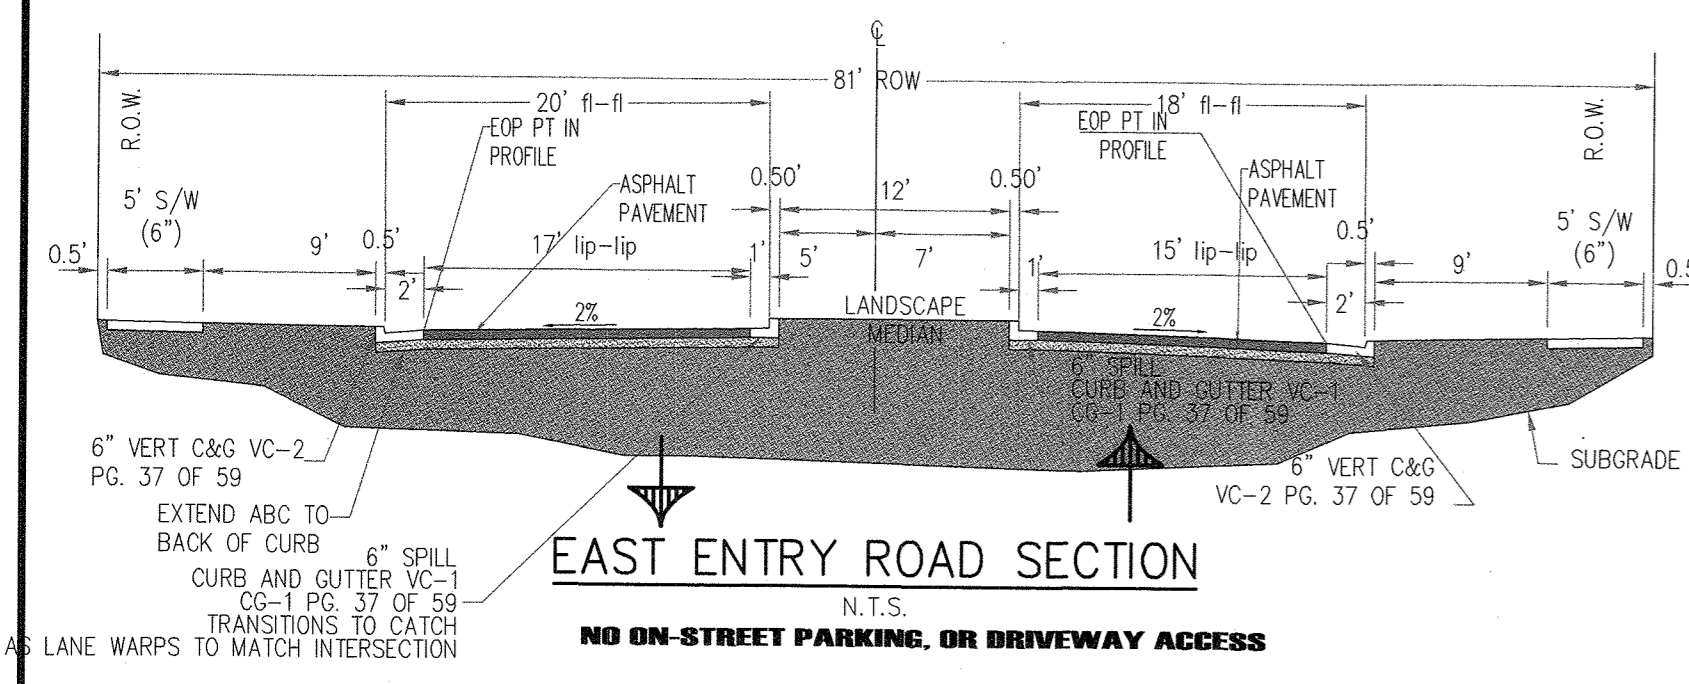 ℄
81' ROW
20' fl-fl
18' fl-fl
R.O.W.
R.O.W.
EOP PT IN
PROFILE
EOP PT IN
PROFILE
ASPHALT
PAVEMENT
ASPHALT
PAVEMENT
0.50'
12'
0.50'
5' S/W
(6")
5' S/W
(6")
0.5'
9'
0.5'
17' lip-lip
1'
5'
7'
1'
15' lip-lip
0.5'
9'
0.5
2'
2'
2%
2%
LANDSCAPE
MEDIAN
6" SPILL
CURB AND GUTTER VC-1
CG-1 PG. 37 OF 59
6" VERT C&G VC-2
PG. 37 OF 59
6" VERT C&G
VC-2 PG. 37 OF 59
SUBGRADE
EXTEND ABC TO
BACK OF CURB
6" SPILL
CURB AND GUTTER VC-1
CG-1 PG. 37 OF 59
TRANSITIONS TO CATCH
AS LANE WARPS TO MATCH INTERSECTION
EAST ENTRY ROAD SECTION
N.T.S.
NO ON-STREET PARKING, OR DRIVEWAY ACCESS